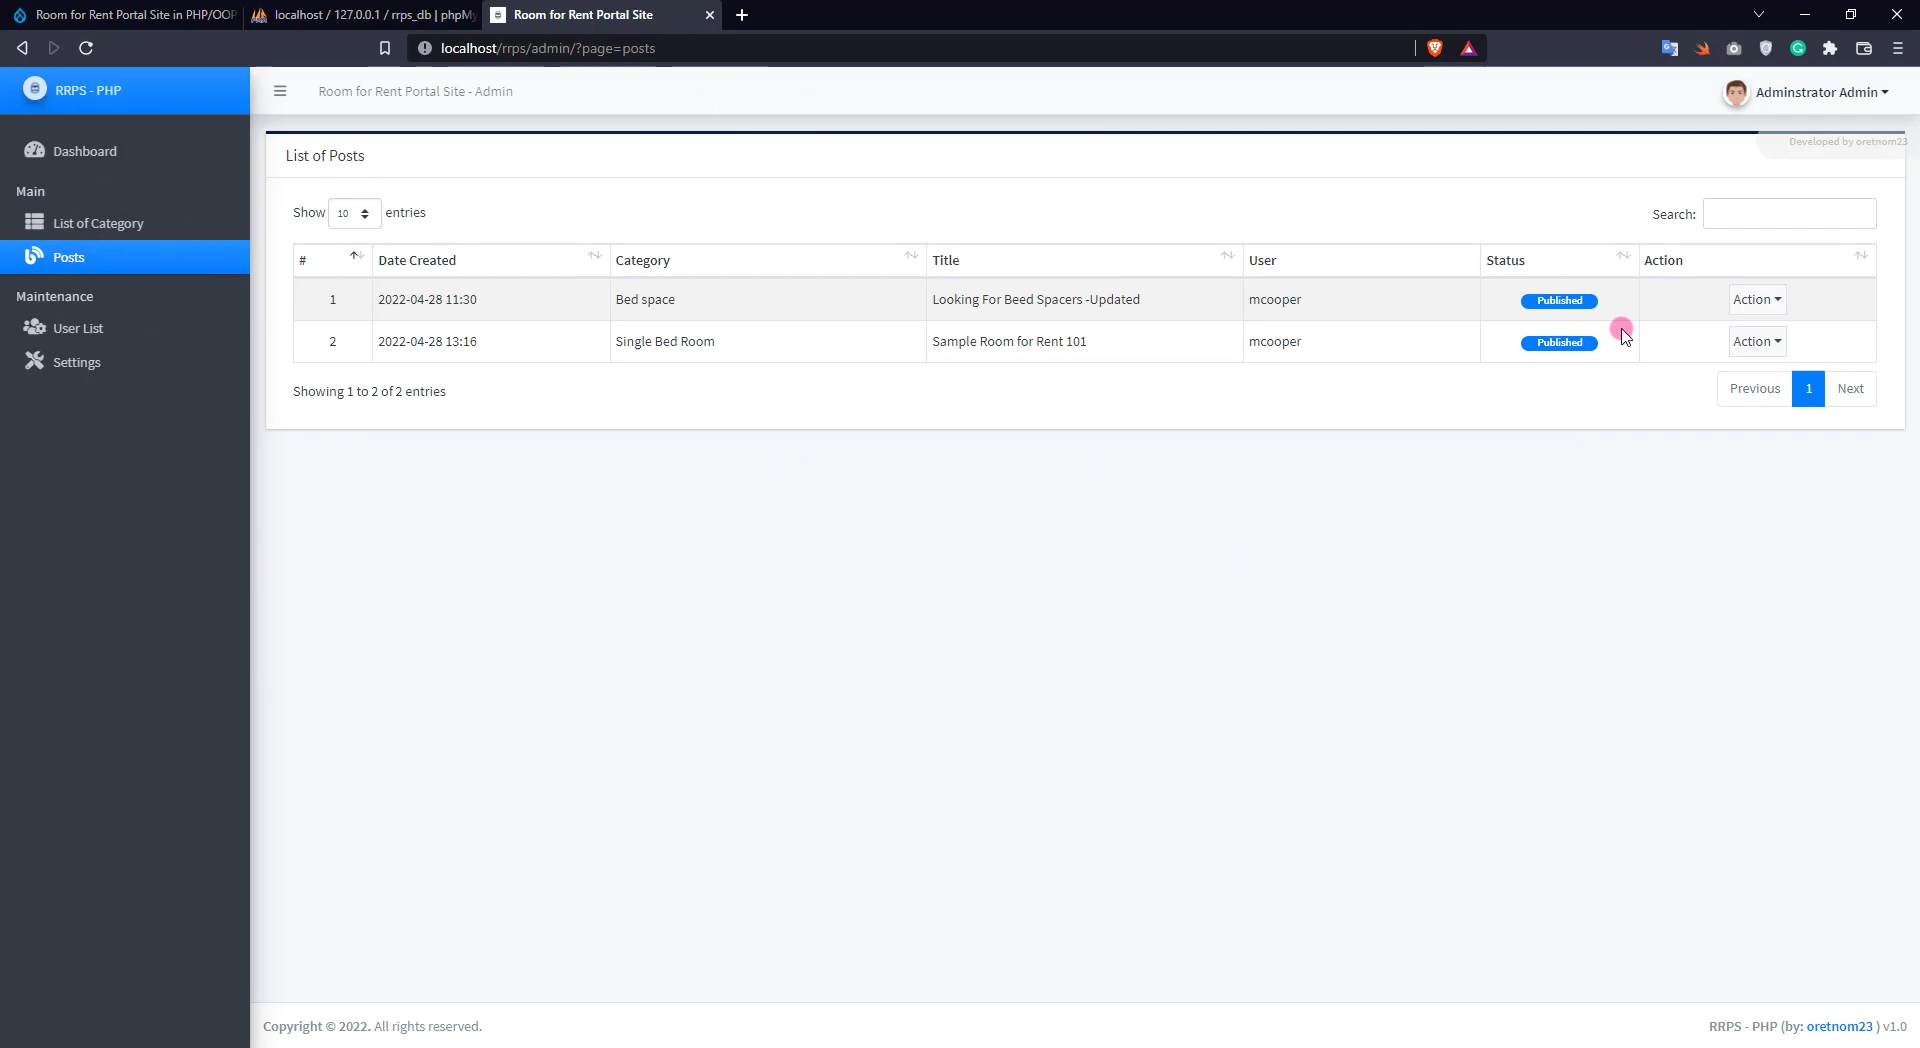 Room for Rent Portal Site in PHP/OOP
localhost / 127.0.0.1 / rrps_db | phpMy
Room for Rent Portal Site
localhost/rrps/admin/?page=posts
RRPS - PHP
Room for Rent Portal Site - Admin
Adminstrator Admin
Developed by oretnom23
Dashboard
Main
List of Category
Posts
Maintenance
User List
Settings
List of Posts
Show 10 entries
Search:
# Date Created Category Title User Status Action
1 2022-04-28 11:30 Bed space Looking For Beed Spacers -Updated mcooper Published Action
2 2022-04-28 13:16 Single Bed Room Sample Room for Rent 101 mcooper Published Action
Showing 1 to 2 of 2 entries
Previous 1 Next
Copyright © 2022. All rights reserved.
RRPS - PHP (by: oretnom23 ) v1.0